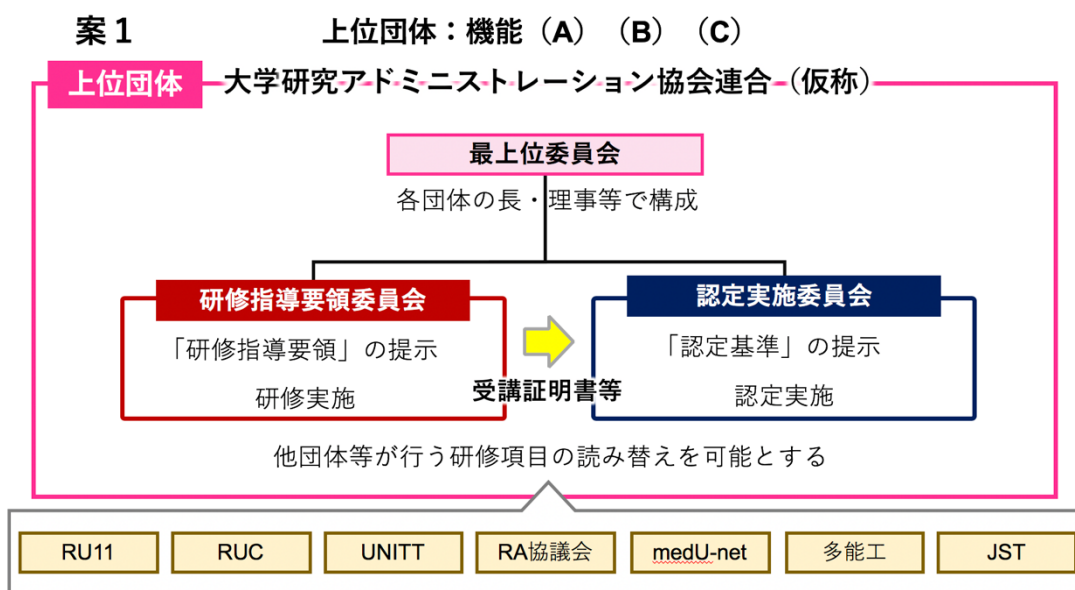 案１
上位団体：機能（A）（B）（C）
上位団体
大学研究アドミニストレーション協会連合（仮称）
最上位委員会
各団体の長・理事等で構成
研修指導要領委員会
「研修指導要領」の提示
研修実施
受講証明書等
認定実施委員会
「認定基準」の提示
認定実施
他団体等が行う研修項目の読み替えを可能とする
RU11
RUC
UNITT
RA協議会
medU-net
多能工
JST